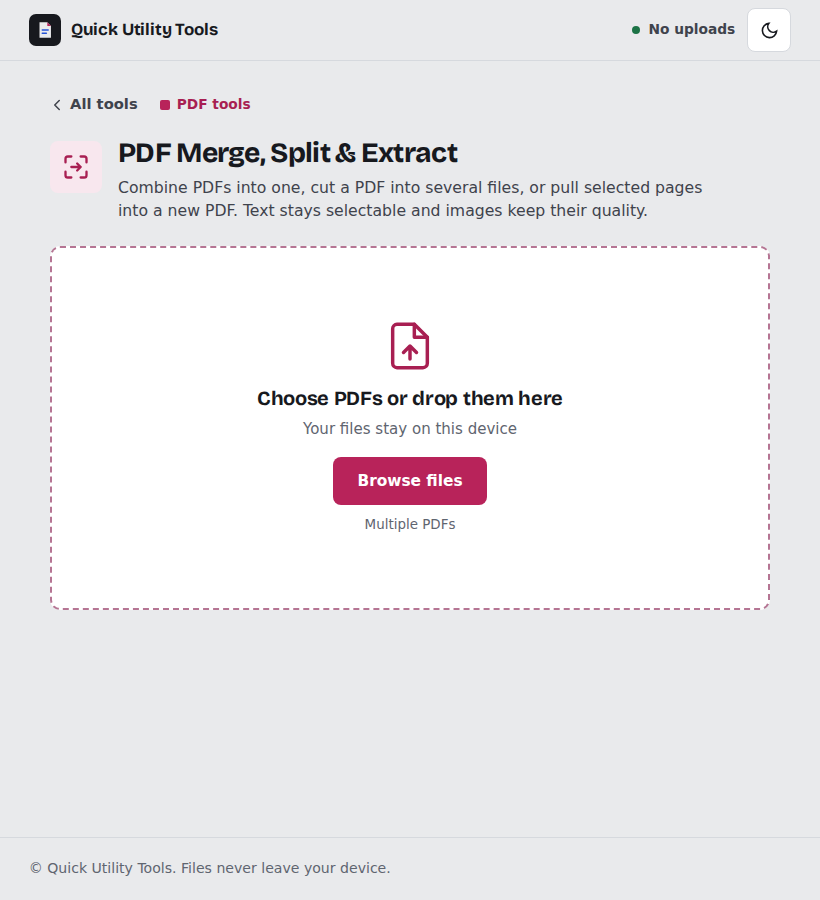 Quick Utility Tools
No uploads
All tools
PDF tools
PDF Merge, Split & Extract
Combine PDFs into one, cut a PDF into several files, or pull selected pages
into a new PDF. Text stays selectable and images keep their quality.
Choose PDFs or drop them here
Your files stay on this device
Browse files
Multiple PDFs
© Quick Utility Tools. Files never leave your device.